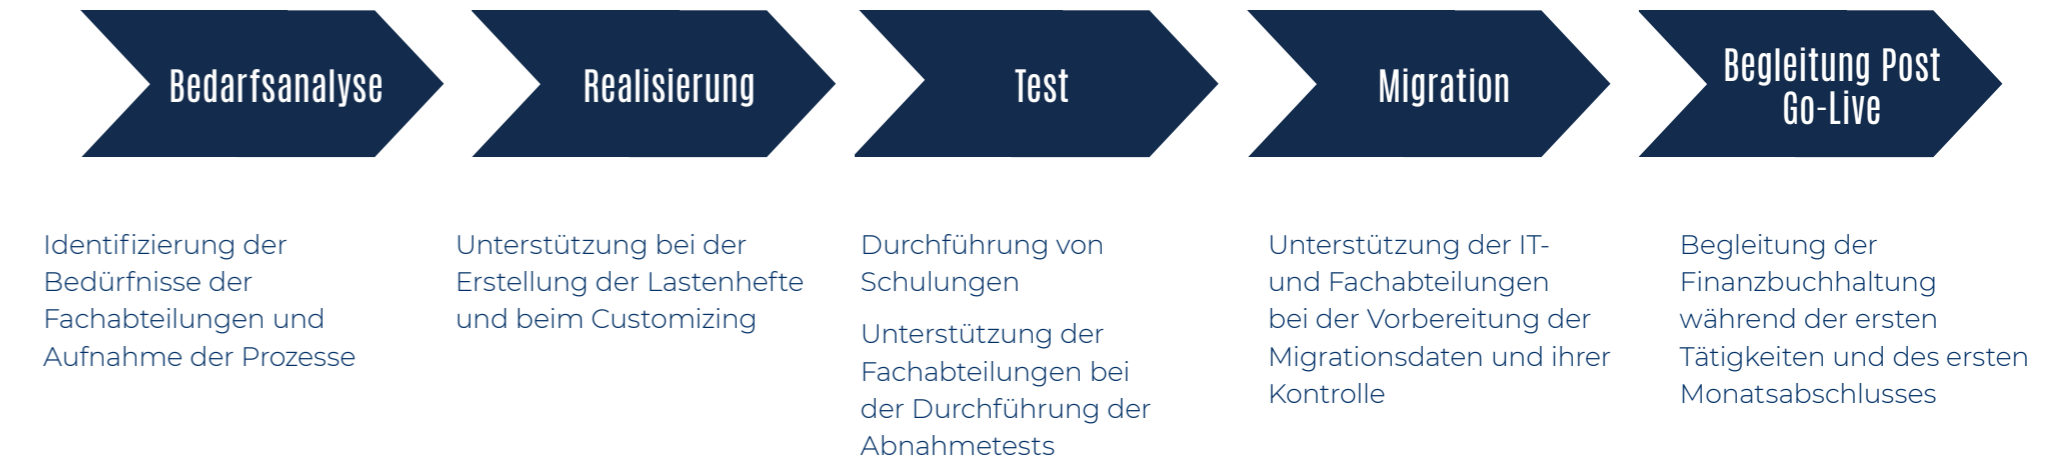 Bedarfsanalyse
Realisierung
Test
Migration
Begleitung Post
Go-Live
Identifizierung der
Bedürfnisse der
Fachabteilungen und
Aufnahme der Prozesse
Unterstützung bei der
Erstellung der Lastenhefte
und beim Customizing
Durchführung von
Schulungen
Unterstützung der
Fachabteilungen bei
der Durchführung der
Abnahmetests
Unterstützung der IT-
und Fachabteilungen
bei der Vorbereitung der
Migrationsdaten und ihrer
Kontrolle
Begleitung der
Finanzbuchhaltung
während der ersten
Tätigkeiten und des ersten
Monatsabschlusses